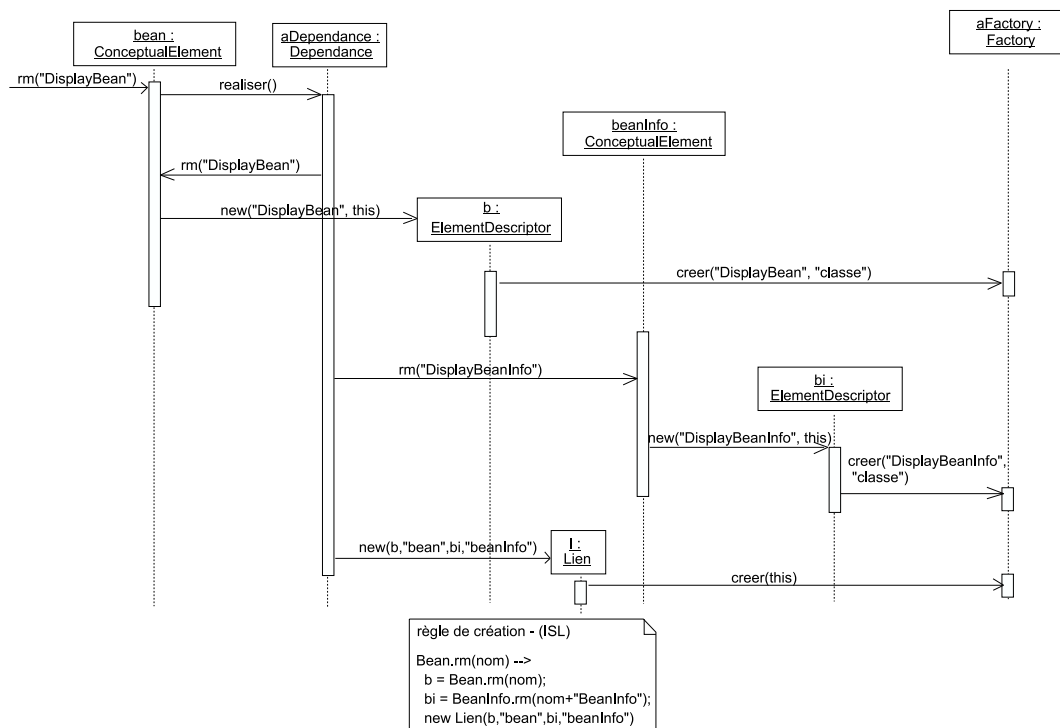 bean :
ConceptualElement
aDependance :
Dependance
aFactory :
Factory
rm("DisplayBean")
realiser()
beanInfo :
ConceptualElement
rm("DisplayBean")
new("DisplayBean", this)
b :
ElementDescriptor
creer("DisplayBean", "classe")
rm("DisplayBeanInfo")
bi :
ElementDescriptor
new("DisplayBeanInfo", this)
creer("DisplayBeanInfo",
"classe")
new(b,"bean",bi,"beanInfo")
l :
Lien
creer(this)
règle de création - (ISL)
Bean.rm(nom) -->
b = Bean.rm(nom);
bi = BeanInfo.rm(nom+"BeanInfo");
new Lien(b,"bean",bi,"beanInfo")